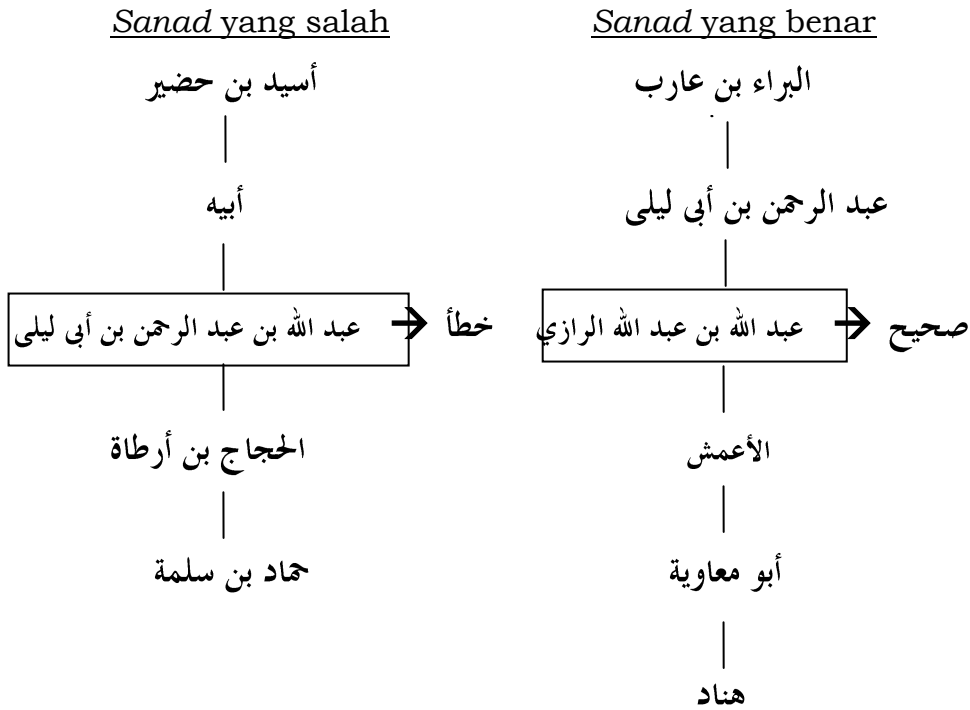 Sanad yang salah
أسيد بن حضير
أبيه
عبد الله بن عبد الرحمن بن أبى ليلى → خطأ
الحجاج بن أرطاة
حماد بن سلمة
Sanad yang benar
البراء بن عارب
عبد الرحمن بن أبى ليلى
عبد الله بن عبد الله الرازي → صحيح
الأعمش
أبو معاوية
هناد